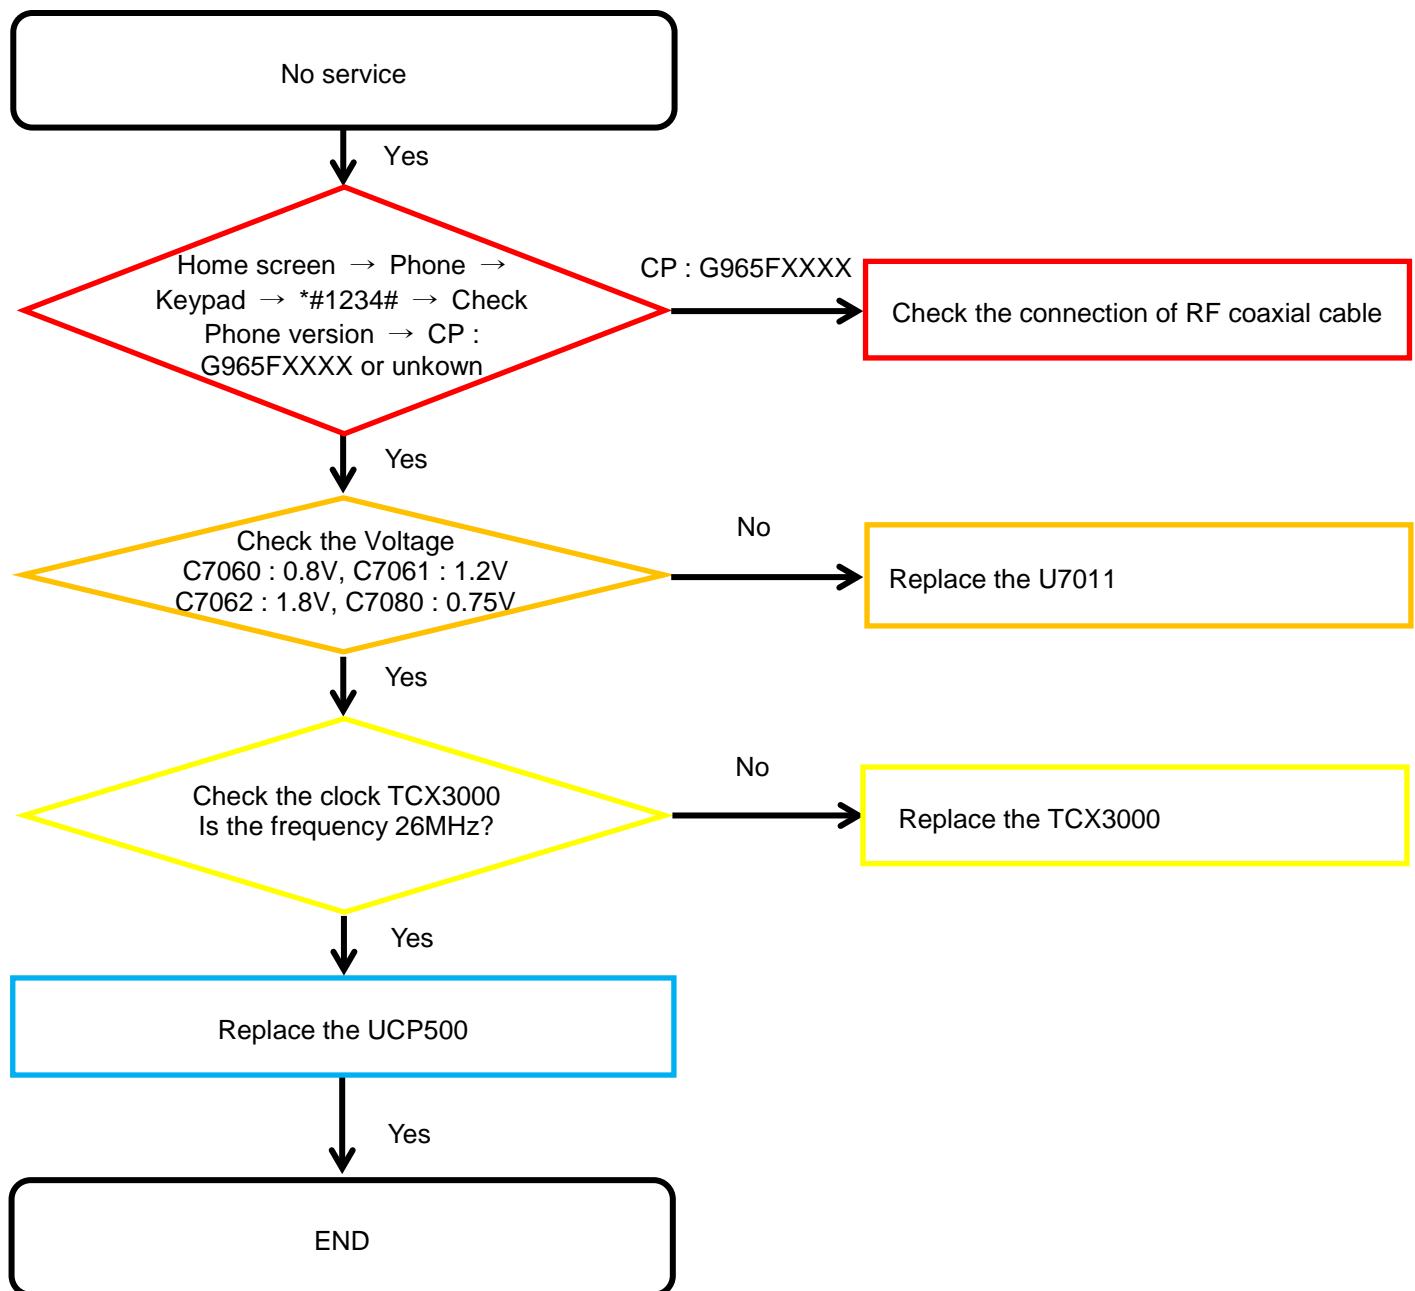 No service
Yes
Home screen → Phone →
Keypad → *#1234# → Check
Phone version → CP :
G965FXXXX or unkown
CP : G965FXXXX
Check the connection of RF coaxial cable
Yes
Check the Voltage
C7060 : 0.8V, C7061 : 1.2V
C7062 : 1.8V, C7080 : 0.75V
No
Replace the U7011
Yes
Check the clock TCX3000
Is the frequency 26MHz?
No
Replace the TCX3000
Yes
Replace the UCP500
Yes
END